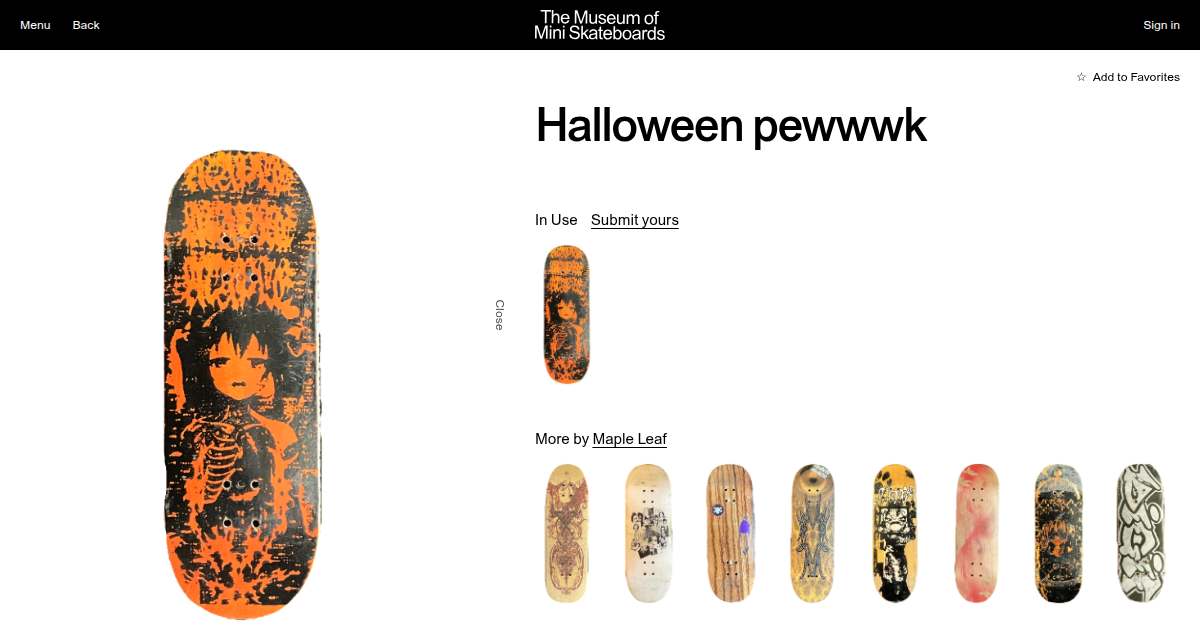 Menu
Back
The Museum of
Mini Skateboards
Sign in
☆ Add to Favorites
Halloween pewwwk
In Use
Submit yours
Close
More by Maple Leaf